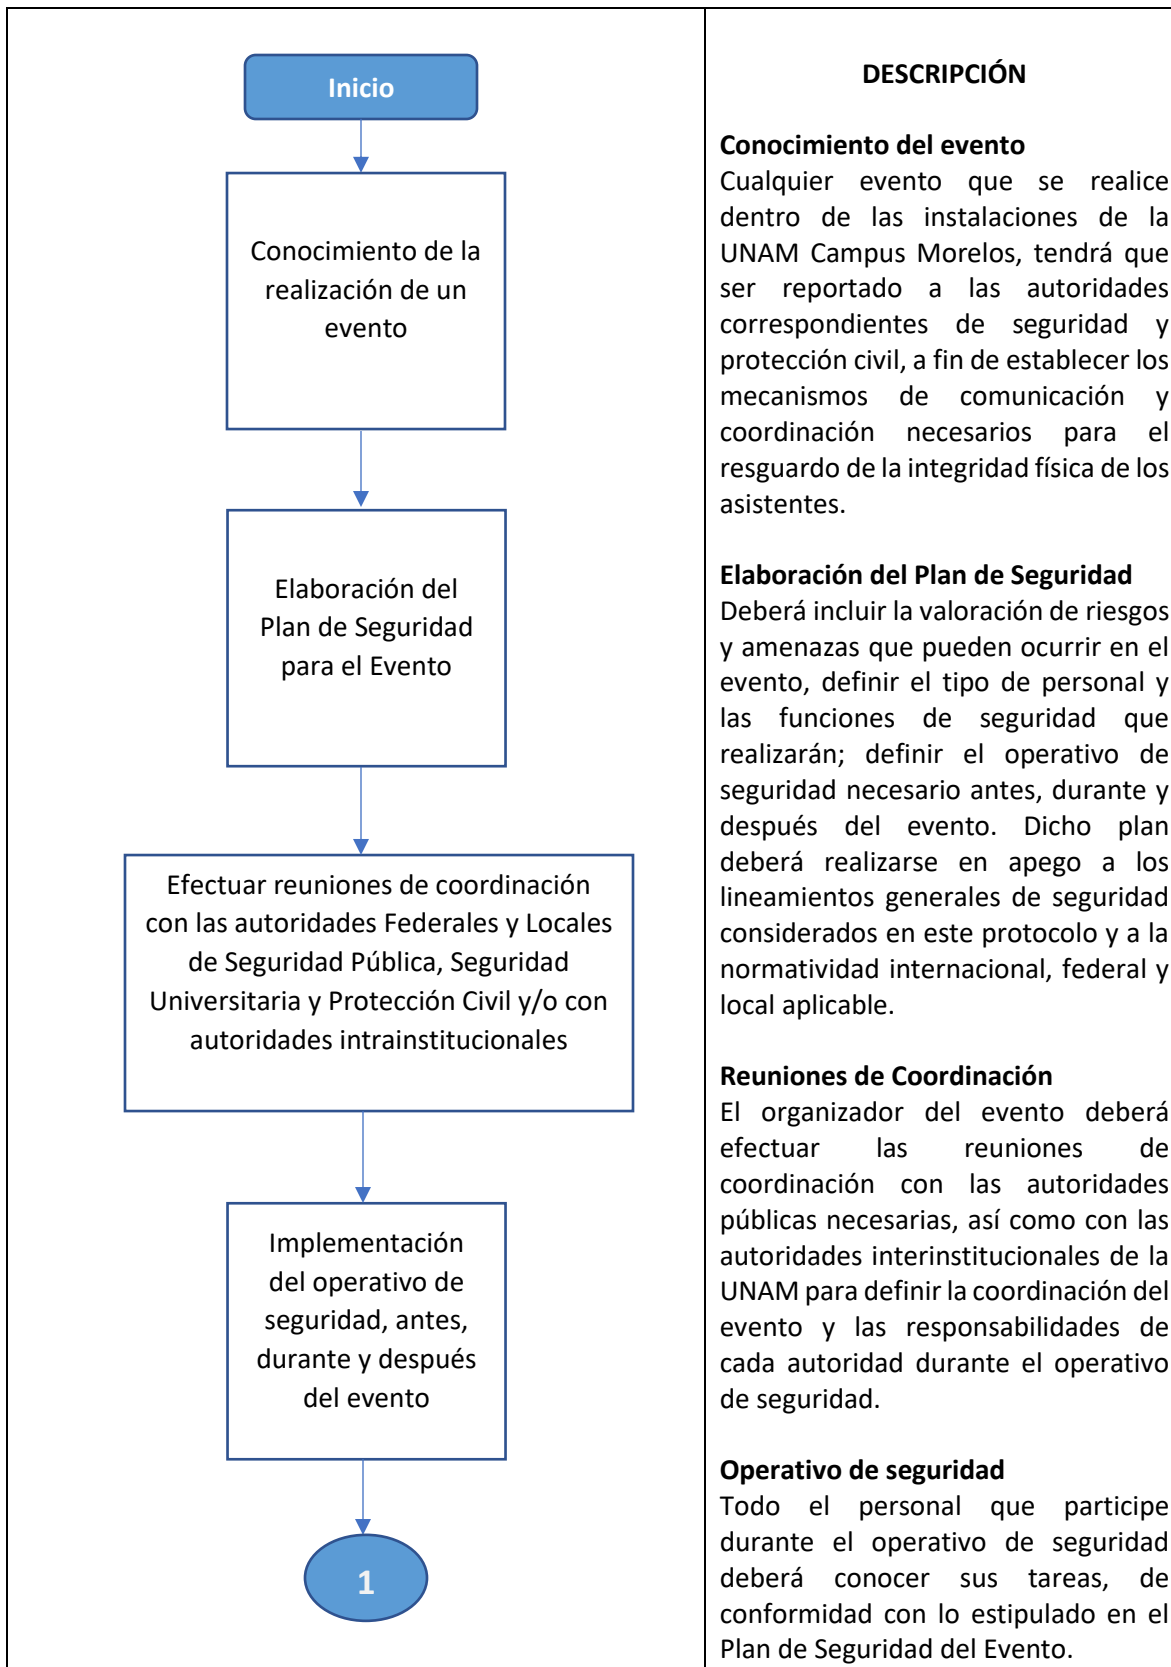 Inicio
Conocimiento de la
realización de un
evento
Elaboración del
Plan de Seguridad
para el Evento
Efectuar reuniones de coordinación
con las autoridades Federales y Locales
de Seguridad Pública, Seguridad
Universitaria y Protección Civil y/o con
autoridades intrainstitucionales
Implementación
del operativo de
seguridad, antes,
durante y después
del evento
1
DESCRIPCIÓN
Conocimiento del evento
Cualquier evento que se realice
dentro de las instalaciones de la
UNAM Campus Morelos, tendrá que
ser reportado a las autoridades
correspondientes de seguridad y
protección civil, a fin de establecer los
mecanismos de comunicación y
coordinación necesarios para el
resguardo de la integridad física de los
asistentes.
Elaboración del Plan de Seguridad
Deberá incluir la valoración de riesgos
y amenazas que pueden ocurrir en el
evento, definir el tipo de personal y
las funciones de seguridad que
realizarán; definir el operativo de
seguridad necesario antes, durante y
después del evento. Dicho plan
deberá realizarse en apego a los
lineamientos generales de seguridad
considerados en este protocolo y a la
normatividad internacional, federal y
local aplicable.
Reuniones de Coordinación
El organizador del evento deberá
efectuar las reuniones de
coordinación con las autoridades
públicas necesarias, así como con las
autoridades interinstitucionales de la
UNAM para definir la coordinación del
evento y las responsabilidades de
cada autoridad durante el operativo
de seguridad.
Operativo de seguridad
Todo el personal que participe
durante el operativo de seguridad
deberá conocer sus tareas, de
conformidad con lo estipulado en el
Plan de Seguridad del Evento.